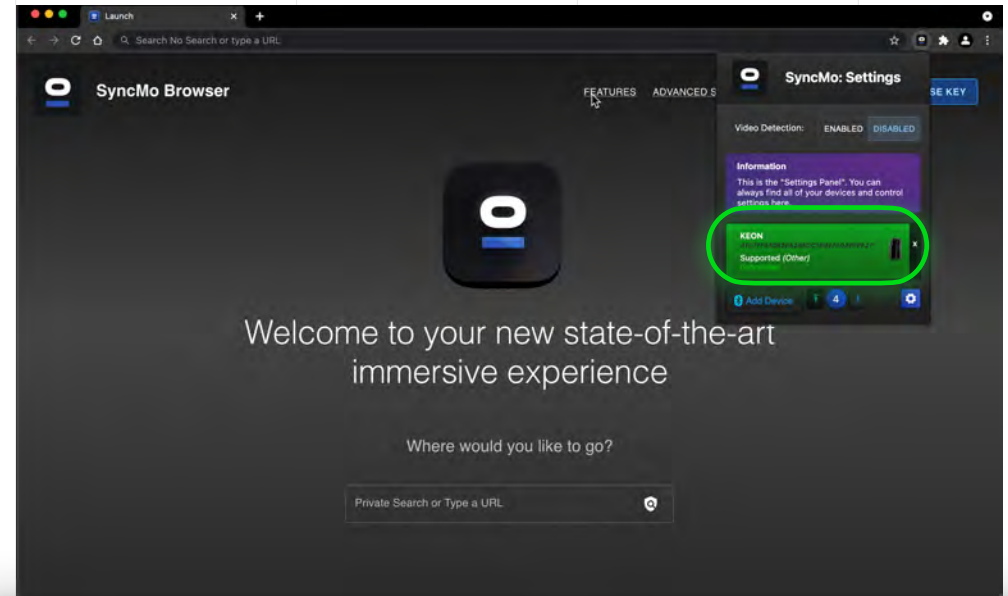 Launch
Search No Search or type a URL
SyncMo Browser
FEATURES ADVANCED S
SE KEY
SyncMo: Settings
Video Detection: ENABLED DISABLED
Information
This is the "Settings Panel". You can
always find all of your devices and control
settings here.
KEON
Supported (Other)
Add Device
4
Welcome to your new state-of-the-art
immersive experience
Where would you like to go?
Private Search or Type a URL